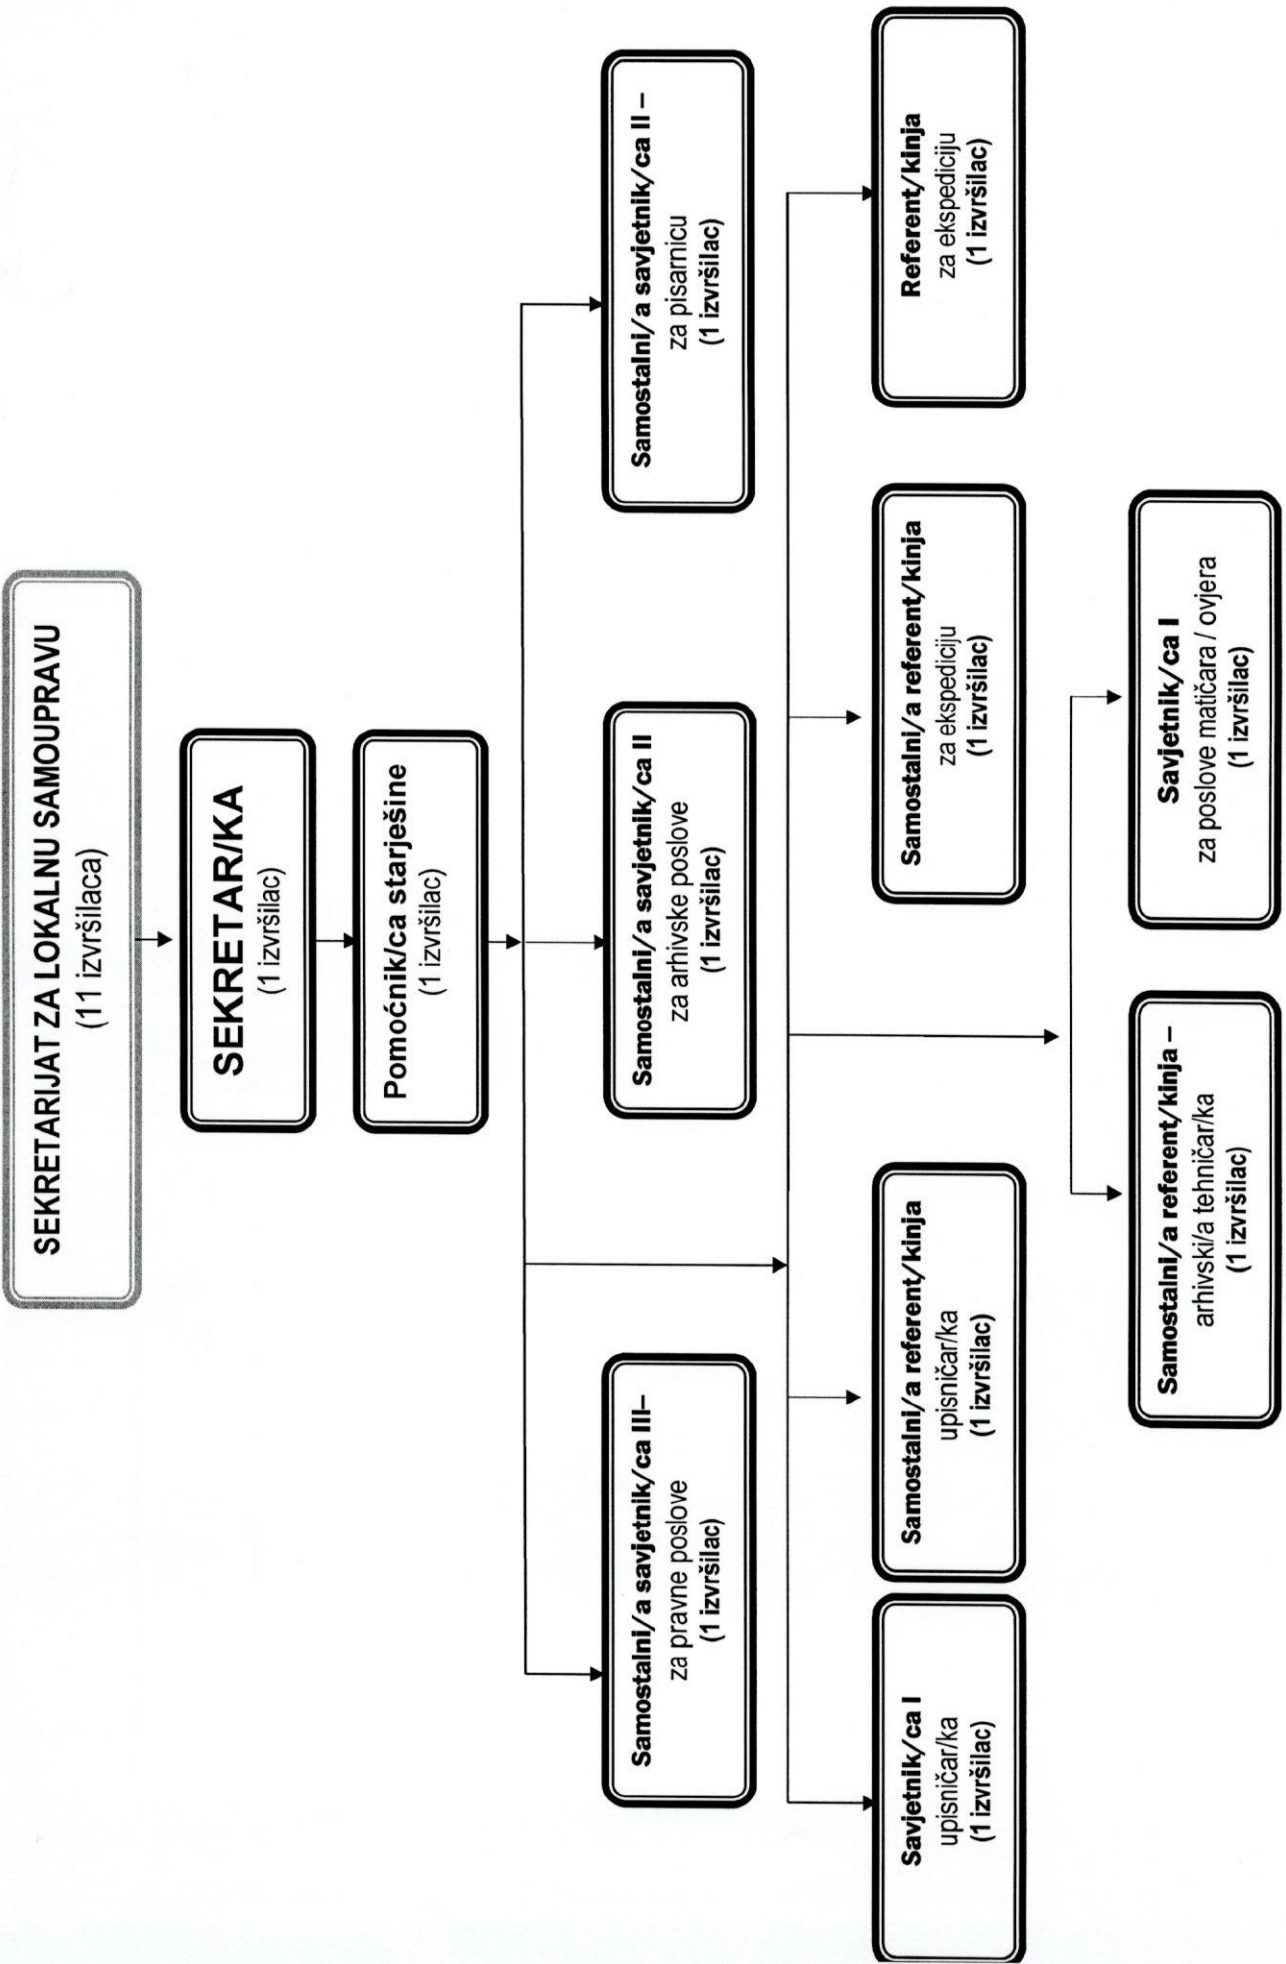 SEKRETARIJAT ZA LOKALNU SAMOUPRAVU
(11 izvršilaca)
SEKRETAR/KA
(1 izvršilac)
Pomoćnik/ca starješine
(1 izvršilac)
Samostalni/a savjetnik/ca III–
za pravne poslove
(1 izvršilac)
Samostalni/a savjetnik/ca II
za arhivske poslove
(1 izvršilac)
Samostalni/a savjetnik/ca II –
za pisarnicu
(1 izvršilac)
Savjetnik/ca I
upisničar/ka
(1 izvršilac)
Samostalni/a referent/kinja
upisničar/ka
(1 izvršilac)
Samostalni/a referent/kinja
za ekspediciju
(1 izvršilac)
Referent/kinja
za ekspediciju
(1 izvršilac)
Samostalni/a referent/kinja –
arhivski/a tehničar/ka
(1 izvršilac)
Savjetnik/ca I
za poslove matičara / ovjera
(1 izvršilac)